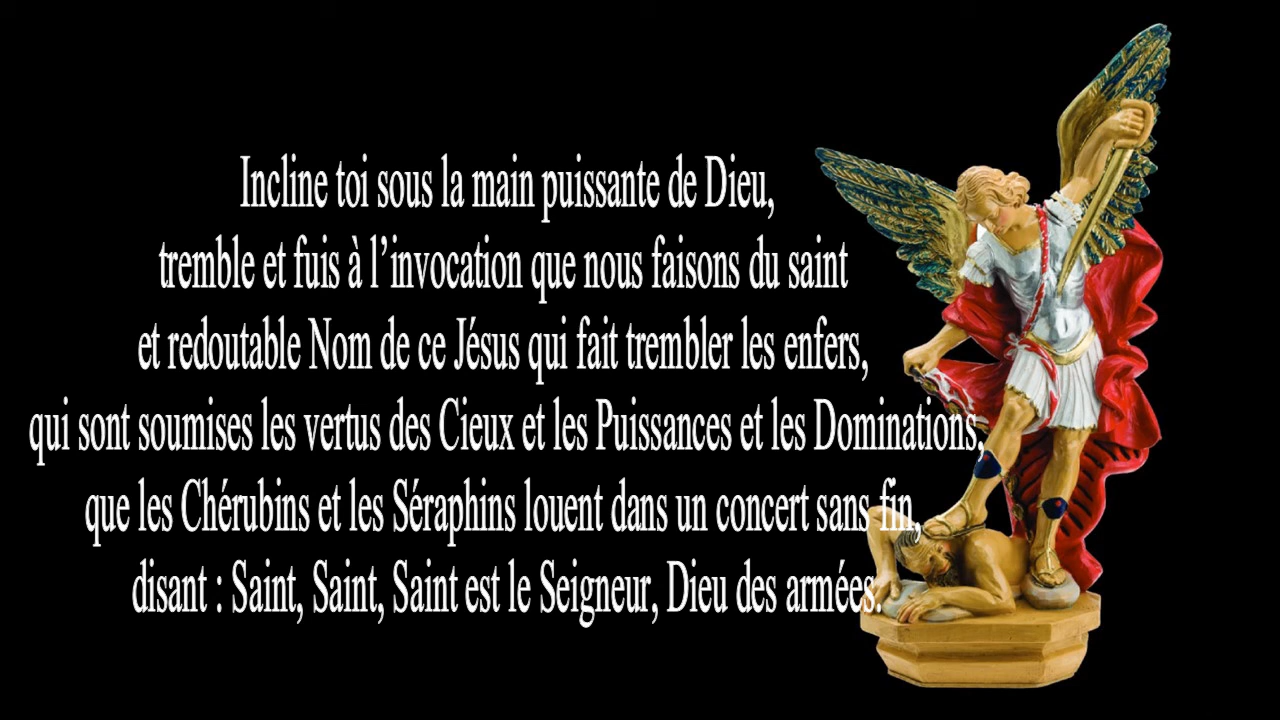 Incline toi sous la main puissante de Dieu,
tremble et fuis à l’invocation que nous faisons du saint
et redoutable Nom de ce Jésus qui fait trembler les enfers,
qui sont soumises les vertus des Cieux et les Puissances et les Dominations,
que les Chérubins et les Séraphins louent dans un concert sans fin,
disant : Saint, Saint, Saint est le Seigneur, Dieu des armées.